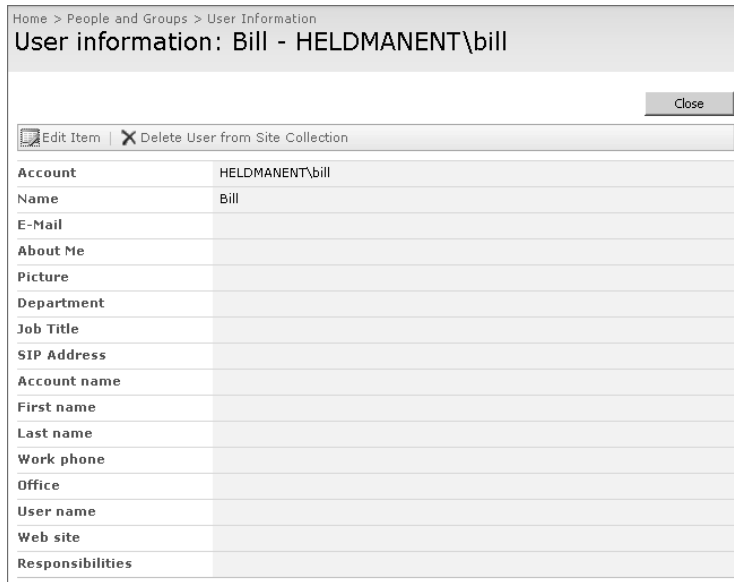 Home > People and Groups > User Information
User information: Bill - HELDMANENT\bill
Close
Edit Item | Delete User from Site Collection
Account HELDMANENT\bill
Name Bill
E-Mail
About Me
Picture
Department
Job Title
SIP Address
Account name
First name
Last name
Work phone
Office
User name
Web site
Responsibilities